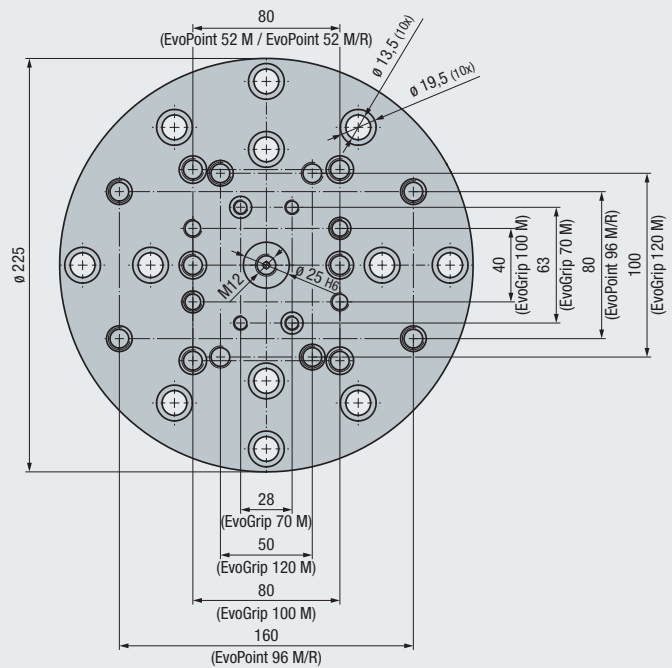 80
(EvoPoint 52 M / EvoPoint 52 M/R)
ø 13,5 (10x)
ø 19,5 (10x)
ø 225
M12
ø 25 H6
40
(EvoGrip 100 M)
63
(EvoGrip 70 M)
80
(EvoPoint 96 M/R)
100
(EvoGrip 120 M)
28
(EvoGrip 70 M)
50
(EvoGrip 120 M)
80
(EvoGrip 100 M)
160
(EvoPoint 96 M/R)